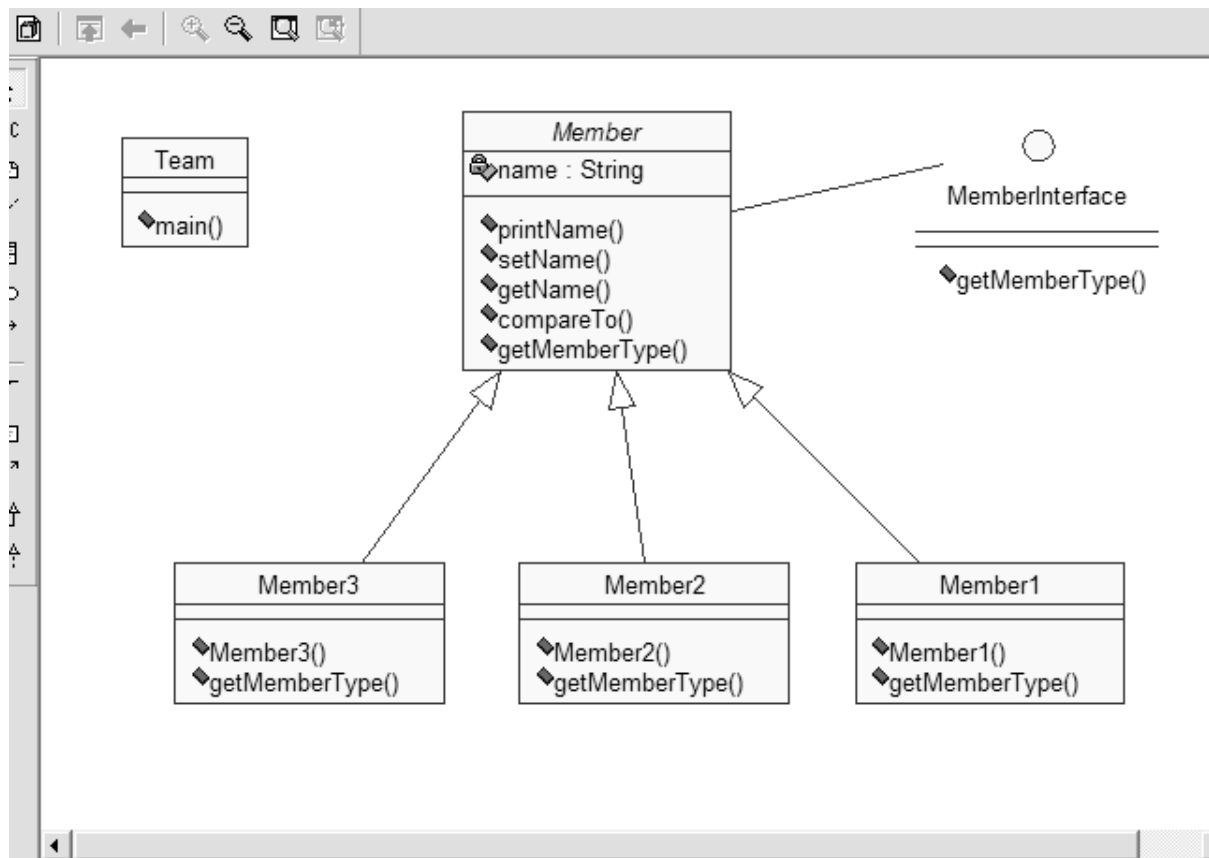 Team
main()
Member
name : String
printName()
setName()
getName()
compareTo()
getMemberType()
MemberInterface
getMemberType()
Member3
Member3()
getMemberType()
Member2
Member2()
getMemberType()
Member1
Member1()
getMemberType()